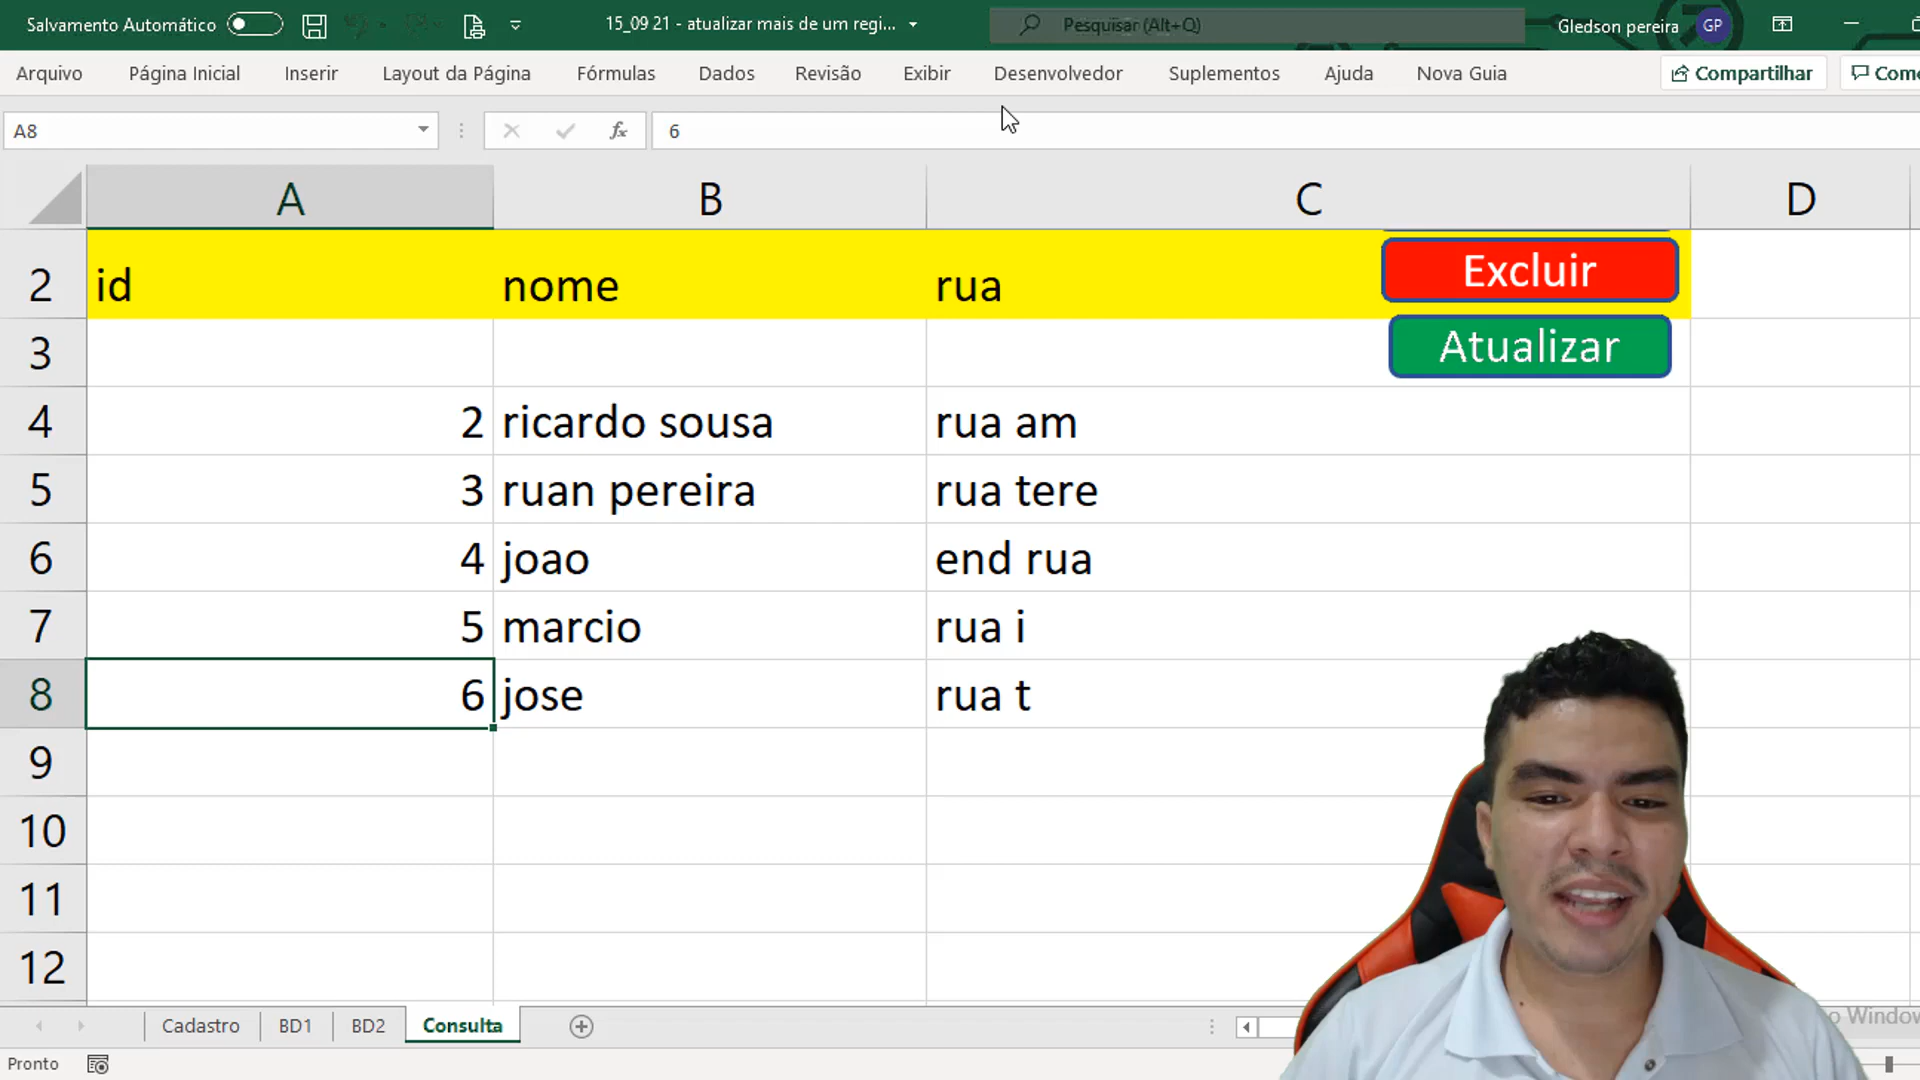 Salvamento Automático
15_09 21 - atualizar mais de um regi...
Pesquisar (Alt+Q)
Gledson pereira
GP
Arquivo
Página Inicial
Inserir
Layout da Página
Fórmulas
Dados
Revisão
Exibir
Desenvolvedor
Suplementos
Ajuda
Nova Guia
Compartilhar
Come
A8
fx
6
A
B
C
D
2 id nome rua
Excluir
3
Atualizar
4 2 ricardo sousa rua am
5 3 ruan pereira rua tere
6 4 joao end rua
7 5 marcio rua i
8 6 jose rua t
9
10
11
12
Cadastro
BD1
BD2
Consulta
o Window
Pronto